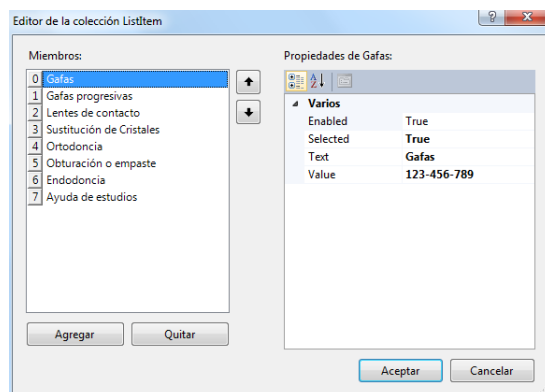 Editor de la colección ListItem
Miembros:
0 Gafas
1 Gafas progresivas
2 Lentes de contacto
3 Sustitución de Cristales
4 Ortodoncia
5 Obturación o empaste
6 Endodoncia
7 Ayuda de estudios
Agregar Quitar
Propiedades de Gafas:
Varios
Enabled True
Selected True
Text Gafas
Value 123-456-789
Aceptar Cancelar